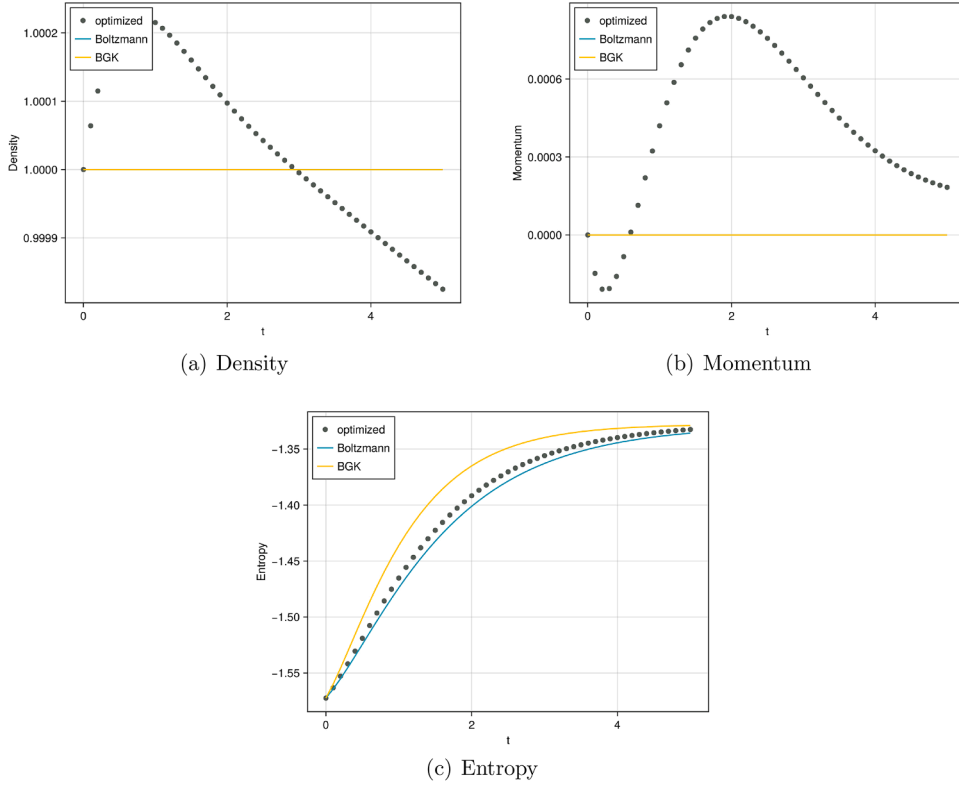 optimized
Boltzmann
BGK
1.0002
1.0001
1.0000
0.9999
Density
0
2
4
t
(a) Density
optimized
Boltzmann
BGK
0.0006
0.0003
0.0000
Momentum
0
2
4
t
(b) Momentum
optimized
Boltzmann
BGK
−1.35
−1.40
−1.45
−1.50
−1.55
Entropy
0
2
4
t
(c) Entropy